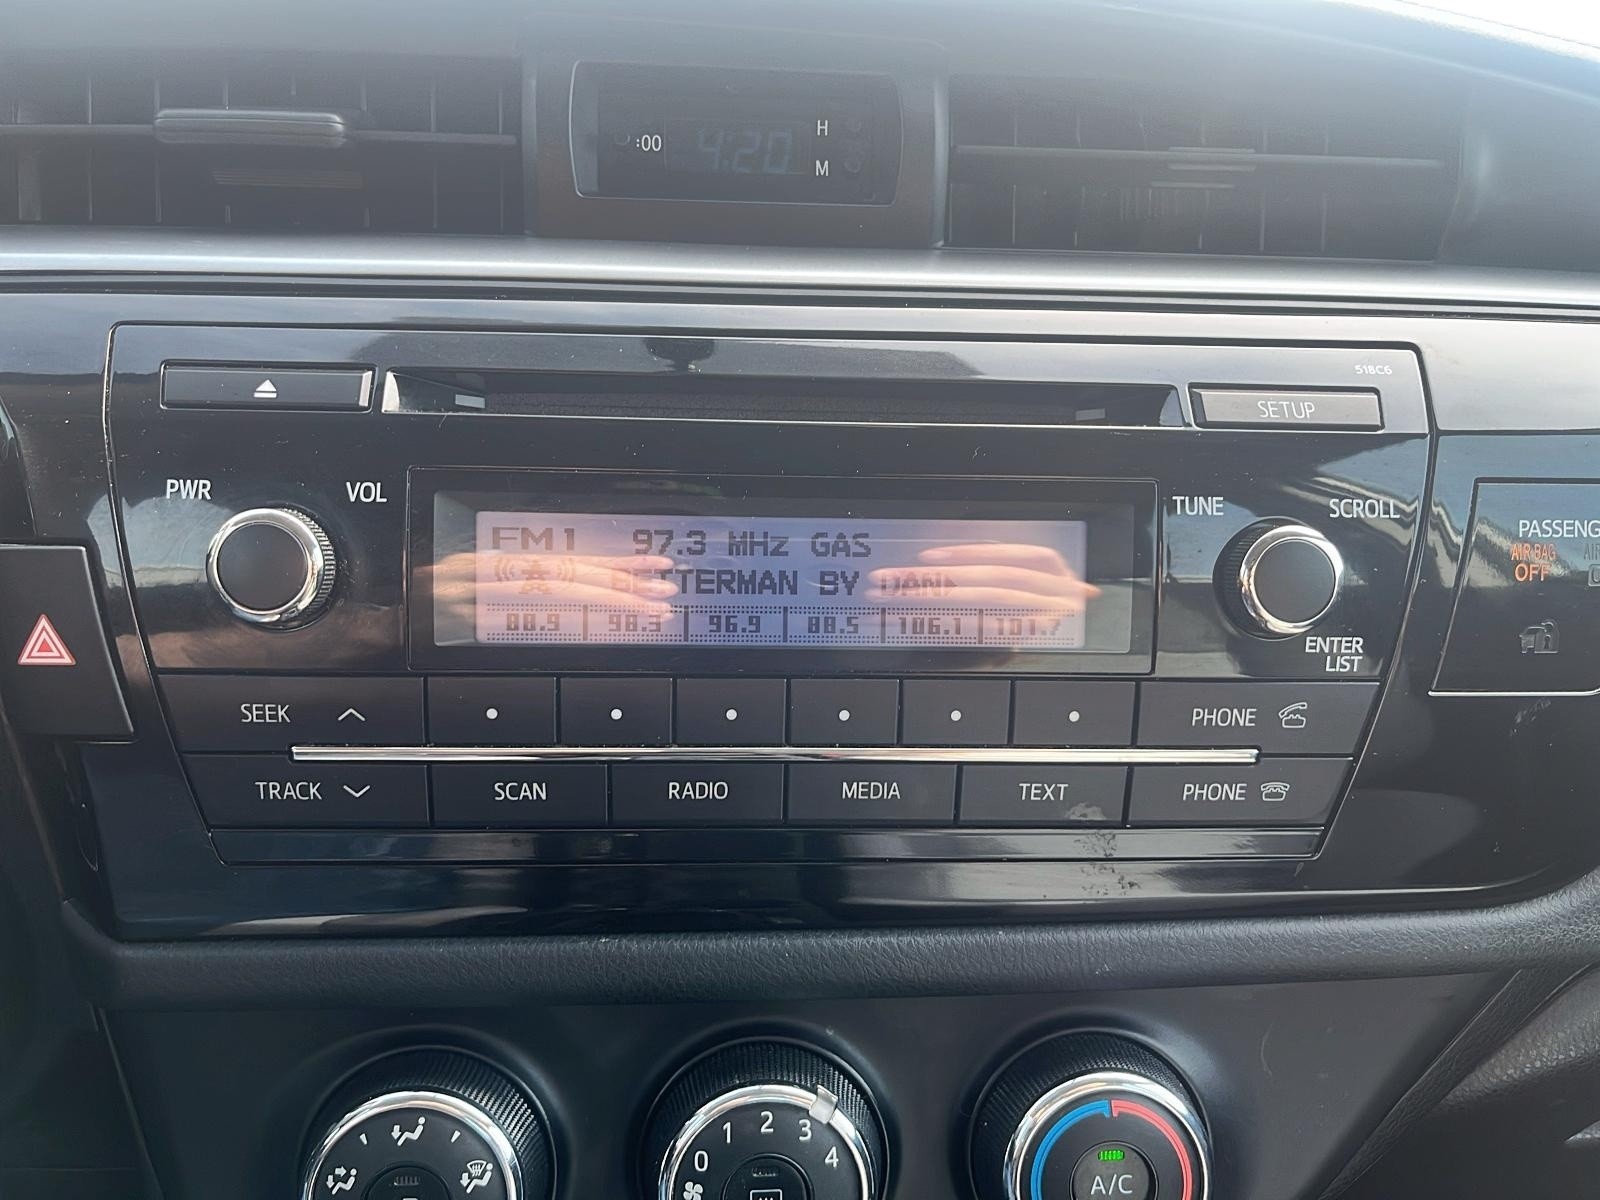 :00 4:20 H
M
518C6
SETUP
PWR VOL
TUNE SCROLL
FM1 97.3 MHz GAS
BETTERMAN BY
88.9 98.3 96.9 88.5 106.1 101.7
ENTER
LIST
PASSENG
AIR BAG
OFF
SEEK
PHONE
TRACK SCAN RADIO MEDIA TEXT PHONE
0 1 2 3 4
A/C